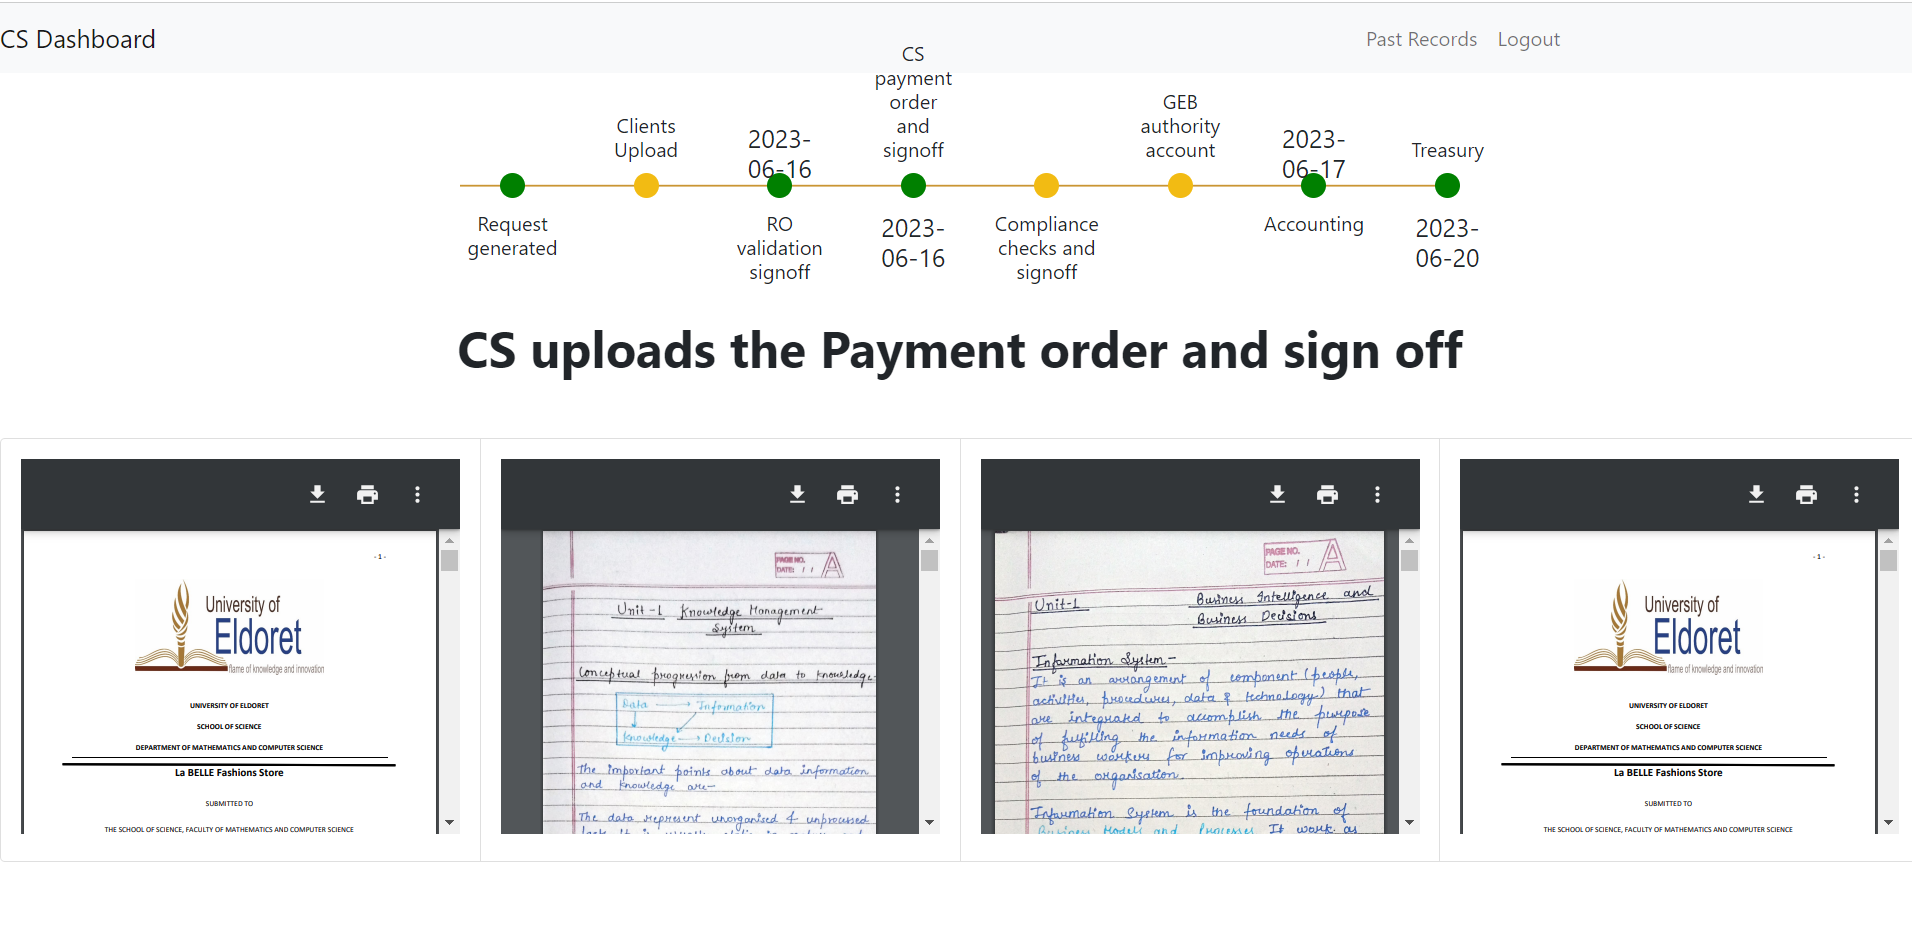 CS Dashboard
Past Records
Logout
CS
payment
order
and
signoff
Clients
Upload
2023-
06-16
GEB
authority
account
2023-
06-17
Treasury
Request
generated
RO
validation
signoff
2023-
06-16
Compliance
checks and
signoff
Accounting
2023-
06-20
CS uploads the Payment order and sign off
- 1 -
University of
Eldoret
flame of knowledge and innovation
UNIVERSITY OF ELDORET
SCHOOL OF SCIENCE
DEPARTMENT OF MATHEMATICS AND COMPUTER SCIENCE
La BELLE Fashions Store
SUBMITTED TO
THE SCHOOL OF SCIENCE, FACULTY OF MATHEMATICS AND COMPUTER SCIENCE
PAGE NO.
DATE: / /
Unit-1 Knowledge Management
System
Conceptual progression from data to knowledge-
Data → Information
Knowledge → Decision
The important points about data information
and knowledge are-
The data represent unorganised & unprocessed
PAGE NO.
DATE: / /
Unit-1 Business Intelligence and
Business Decisions
Information System-
It is an arrangement of component (people,
activities, procedures, data & technology) that
are integrated to accomplish the purpose
of fulfilling the information needs of
business workers for improving operations
of the organisation.
Information System is the foundation of
Business Models and Processes It work as
- 1 -
University of
Eldoret
flame of knowledge and innovation
UNIVERSITY OF ELDORET
SCHOOL OF SCIENCE
DEPARTMENT OF MATHEMATICS AND COMPUTER SCIENCE
La BELLE Fashions Store
SUBMITTED TO
THE SCHOOL OF SCIENCE, FACULTY OF MATHEMATICS AND COMPUTER SCIENCE